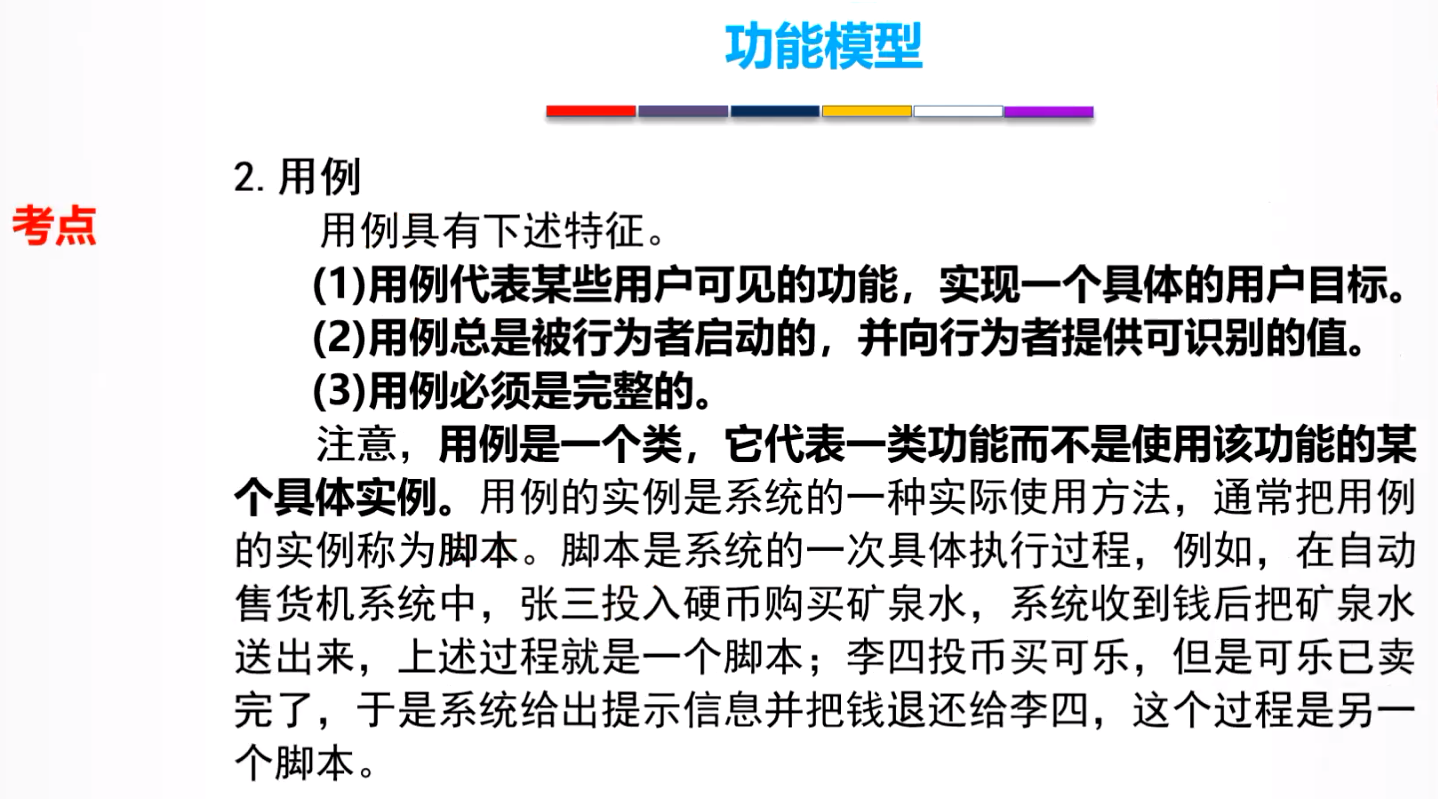 功能模型
考点
2.用例
用例具有下述特征。
(1)用例代表某些用户可见的功能，实现一个具体的用户目标。
(2)用例总是被行为者启动的，并向行为者提供可识别的值。
(3)用例必须是完整的。
注意，用例是一个类，它代表一类功能而不是使用该功能的某
个具体实例。用例的实例是系统的一种实际使用方法，通常把用例
的实例称为脚本。脚本是系统的一次具体执行过程，例如，在自动
售货机系统中，张三投入硬币购买矿泉水，系统收到钱后把矿泉水
送出来，上述过程就是一个脚本；李四投币买可乐，但是可乐已卖
完了，于是系统给出提示信息并把钱退还给李四，这个过程是另一
个脚本。